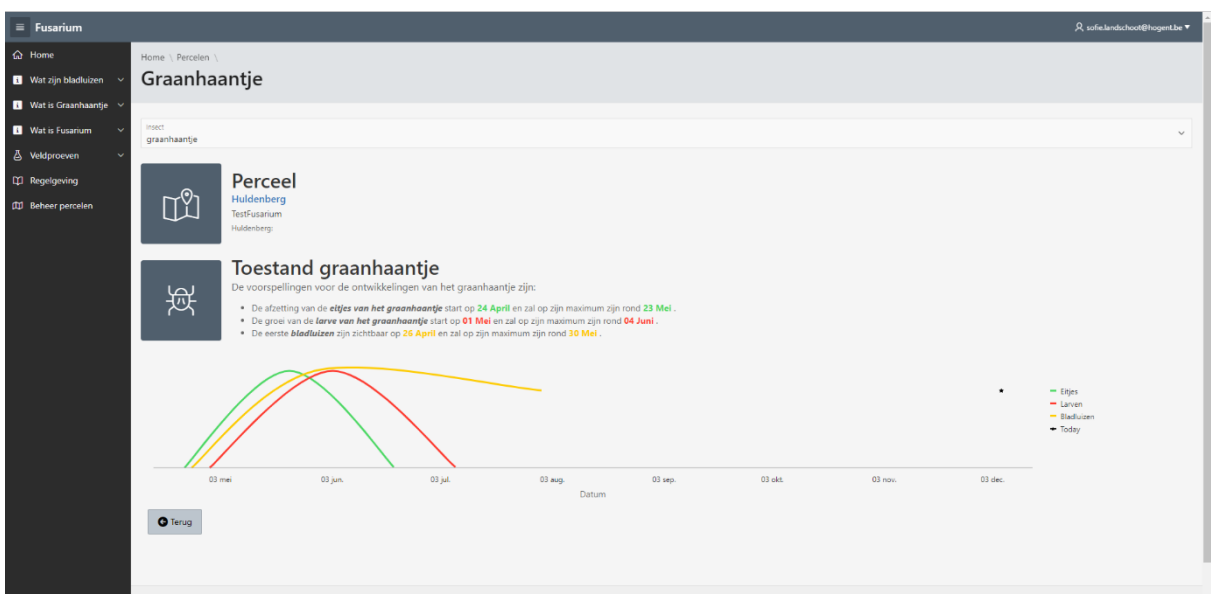 Fusarium
sofie.landschoot@hogent.be
Home
Wat zijn bladluizen
Wat is Graanhaantje
Wat is Fusarium
Veldproeven
Regelgeving
Beheer percelen
Home \ Percelen \
Graanhaantje
Insect
graanhaantje
Perceel
Huldenberg
TestFusarium
Huldenberg:
Toestand graanhaantje
De voorspellingen voor de ontwikkelingen van het graanhaantje zijn:
De afzetting van de eitjes van het graanhaantje start op 24 April en zal op zijn maximum zijn rond 23 Mei .
De groei van de larve van het graanhaantje start op 01 Mei en zal op zijn maximum zijn rond 04 Juni .
De eerste bladluizen zijn zichtbaar op 26 April en zal op zijn maximum zijn rond 30 Mei .
Eitjes
Larven
Bladluizen
Today
03 mei 03 jun. 03 jul. 03 aug. 03 sep. 03 okt. 03 nov. 03 dec.
Datum
Terug